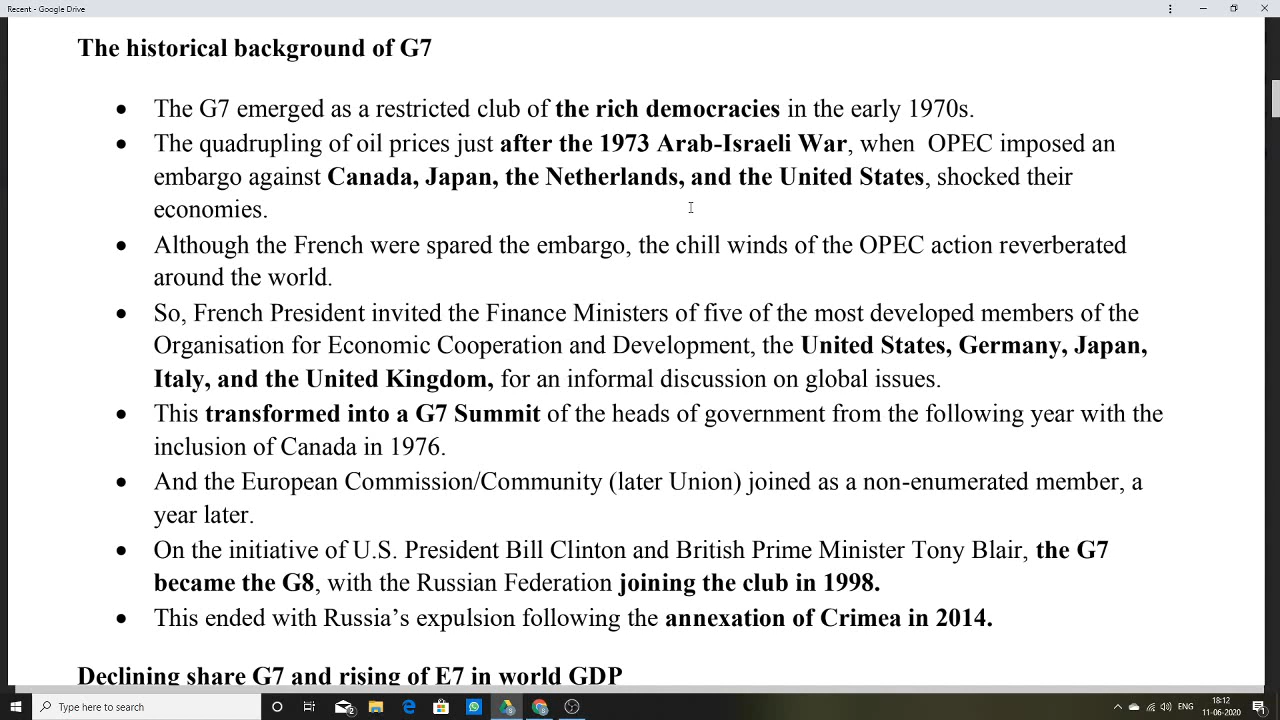 Recent - Google Drive
The historical background of G7
• The G7 emerged as a restricted club of the rich democracies in the early 1970s.
• The quadrupling of oil prices just after the 1973 Arab-Israeli War, when  OPEC imposed an
embargo against Canada, Japan, the Netherlands, and the United States, shocked their
economies.
• Although the French were spared the embargo, the chill winds of the OPEC action reverberated
around the world.
• So, French President invited the Finance Ministers of five of the most developed members of the
Organisation for Economic Cooperation and Development, the United States, Germany, Japan,
Italy, and the United Kingdom, for an informal discussion on global issues.
• This transformed into a G7 Summit of the heads of government from the following year with the
inclusion of Canada in 1976.
• And the European Commission/Community (later Union) joined as a non-enumerated member, a
year later.
• On the initiative of U.S. President Bill Clinton and British Prime Minister Tony Blair, the G7
became the G8, with the Russian Federation joining the club in 1998.
• This ended with Russia’s expulsion following the annexation of Crimea in 2014.
Declining share G7 and rising of E7 in world GDP
Type here to search
ENG
18:12
11-06-2020